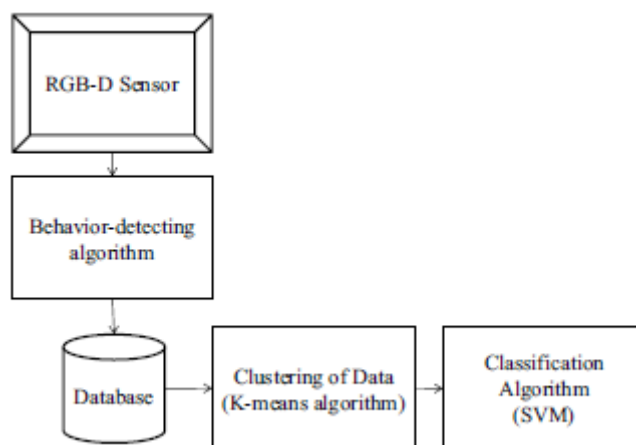 RGB-D Sensor
Behavior-detecting
algorithm
Database
Clustering of Data
(K-means algorithm)
Classification
Algorithm
(SVM)